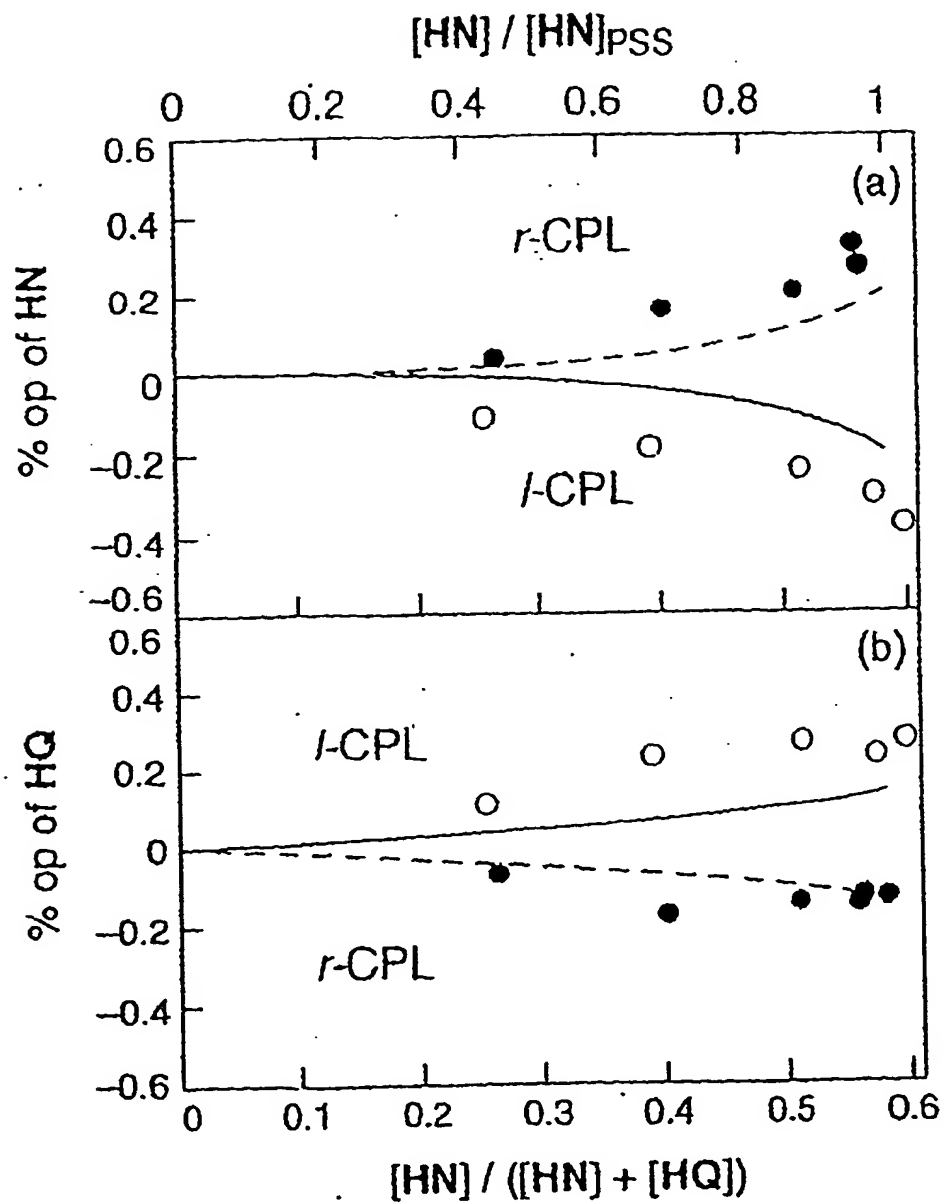 [HN] / [HN]PSS
0 0.2 0.4 0.6 0.8 1
0.6
0.4
0.2
0
−0.2
−0.4
−0.6
% op of HN
(a)
r-CPL
l-CPL
0.6
0.4
0.2
0
−0.2
−0.4
−0.6
% op of HQ
(b)
l-CPL
r-CPL
0 0.1 0.2 0.3 0.4 0.5 0.6
[HN] / ([HN] + [HQ])